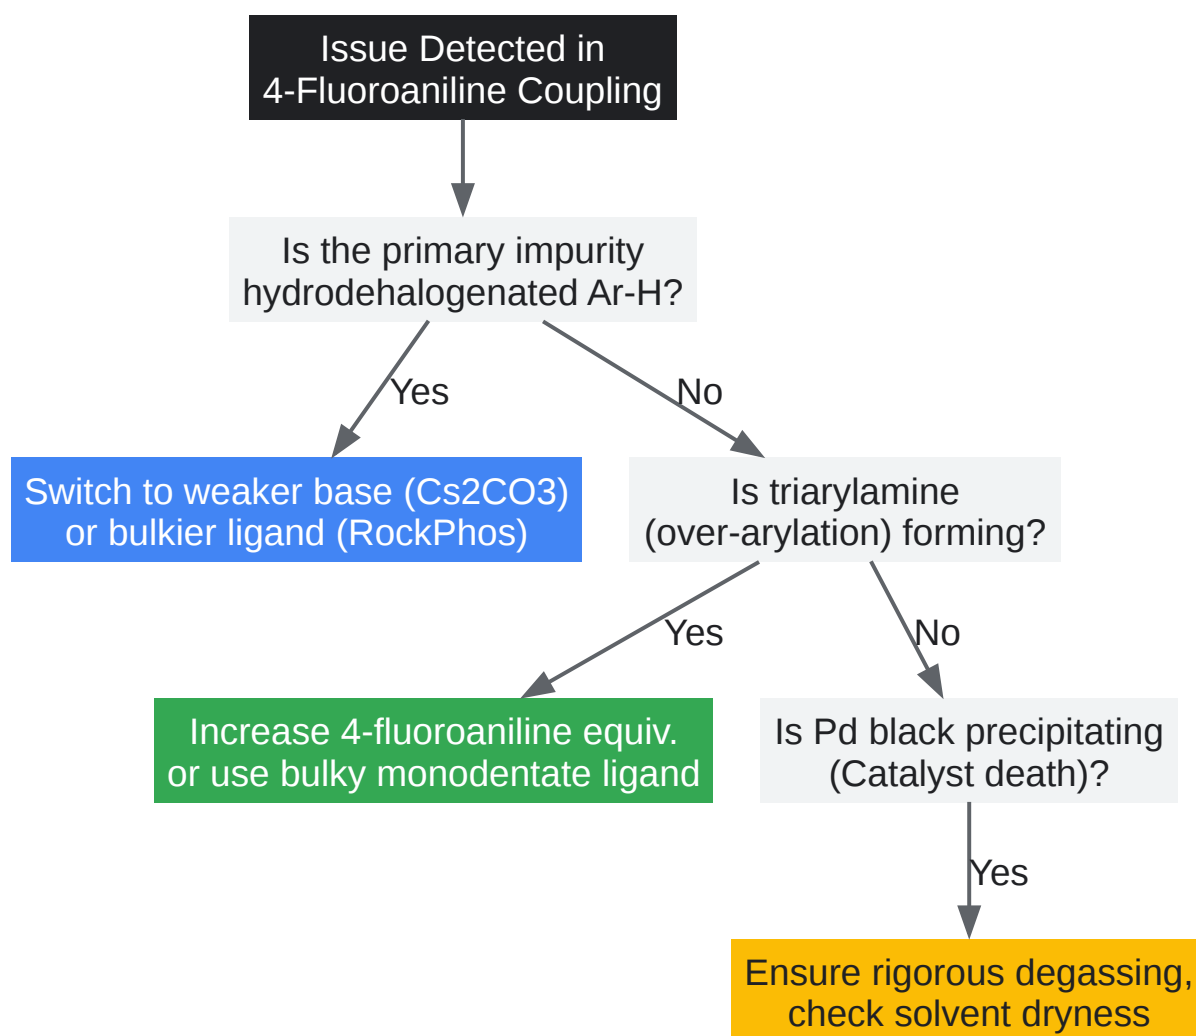 Issue Detected in
4-Fluoroaniline Coupling
Is the primary impurity
hydrodehalogenated Ar-H?
Yes
No
Switch to weaker base (Cs2CO3)
or bulkier ligand (RockPhos)
Is triarylamine
(over-arylation) forming?
Yes
No
Increase 4-fluoroaniline equiv.
or use bulky monodentate ligand
Is Pd black precipitating
(Catalyst death)?
Yes
Ensure rigorous degassing,
check solvent dryness